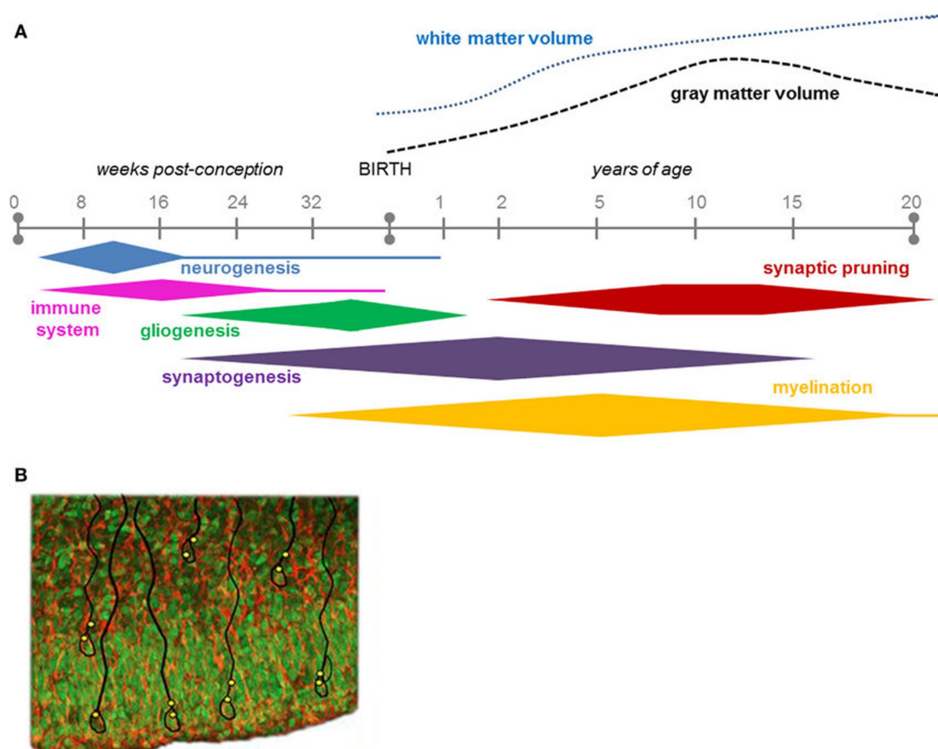 A
white matter volume
gray matter volume
weeks post-conception BIRTH years of age
0 8 16 24 32 1 2 5 10 15 20
neurogenesis synaptic pruning
immune
system gliogenesis
synaptogenesis myelination
B